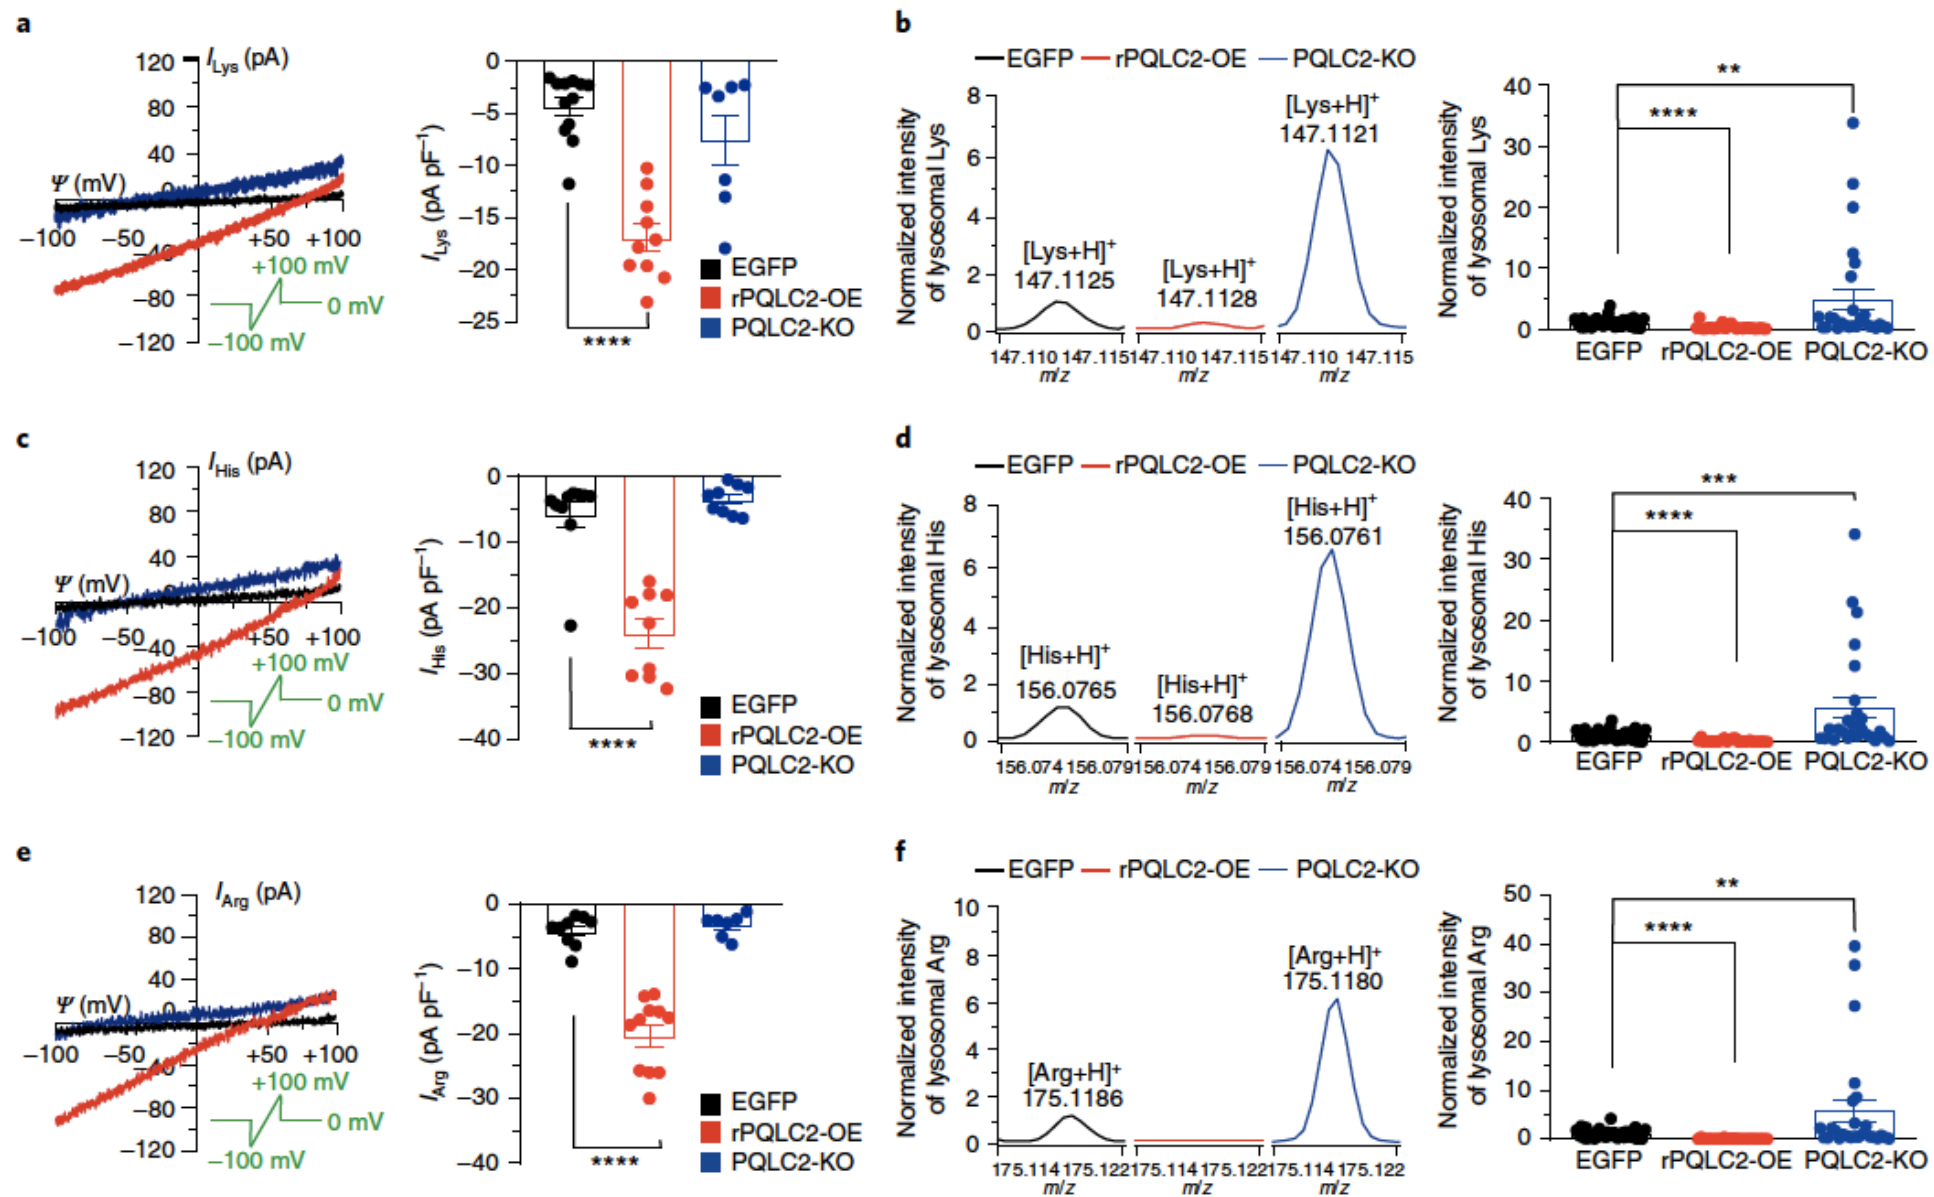 a
I Lys (pA)
120
80
40
0
Ψ (mV)
−100 −50 +50 +100
−40
−80
−120
+100 mV
0 mV
−100 mV
I Lys (pA pF−1)
0
−5
−10
−15
−20
−25
****
EGFP
rPQLC2-OE
PQLC2-KO
b
EGFP rPQLC2-OE PQLC2-KO
Normalized intensity
of lysosomal Lys
8
6
4
2
0
[Lys+H]+
147.1125
[Lys+H]+
147.1128
[Lys+H]+
147.1121
147.110 147.115 147.110 147.115 147.110 147.115
m/z m/z m/z
Normalized intensity
of lysosomal Lys
40
30
20
10
0
**
****
EGFP rPQLC2-OE PQLC2-KO
c
I His (pA)
120
80
40
0
Ψ (mV)
−100 −50 +50 +100
−40
−80
−120
+100 mV
0 mV
−100 mV
I His (pA pF−1)
0
−10
−20
−30
−40
****
EGFP
rPQLC2-OE
PQLC2-KO
d
EGFP rPQLC2-OE PQLC2-KO
Normalized intensity
of lysosomal His
8
6
4
2
0
[His+H]+
156.0765
[His+H]+
156.0768
[His+H]+
156.0761
156.074 156.079 156.074 156.079 156.074 156.079
m/z m/z m/z
Normalized intensity
of lysosomal His
40
30
20
10
0
***
****
EGFP rPQLC2-OE PQLC2-KO
e
I Arg (pA)
120
80
40
0
Ψ (mV)
−100 −50 +50 +100
−40
−80
−120
+100 mV
0 mV
−100 mV
I Arg (pA pF−1)
0
−10
−20
−30
−40
****
EGFP
rPQLC2-OE
PQLC2-KO
f
EGFP rPQLC2-OE PQLC2-KO
Normalized intensity
of lysosomal Arg
10
8
6
4
2
0
[Arg+H]+
175.1186
[Arg+H]+
175.1180
175.114 175.122 175.114 175.122 175.114 175.122
m/z m/z m/z
Normalized intensity
of lysosomal Arg
50
40
30
20
10
0
**
****
EGFP rPQLC2-OE PQLC2-KO